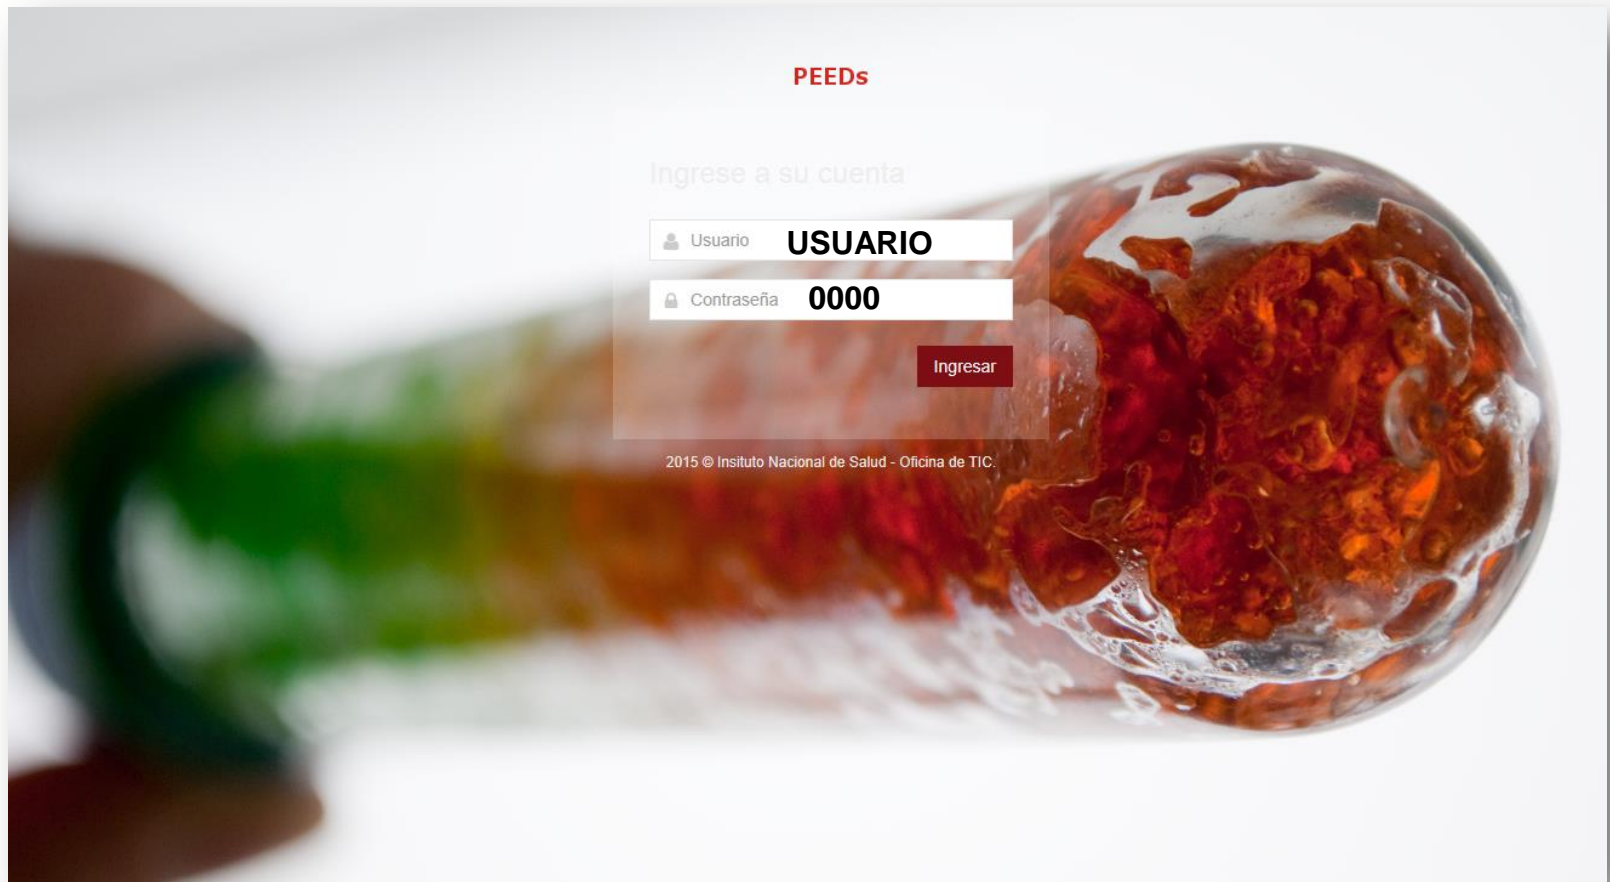 PEEDs
Ingrese a su cuenta
Usuario USUARIO
Contraseña 0000
Ingresar
2015 © Insituto Nacional de Salud - Oficina de TIC.